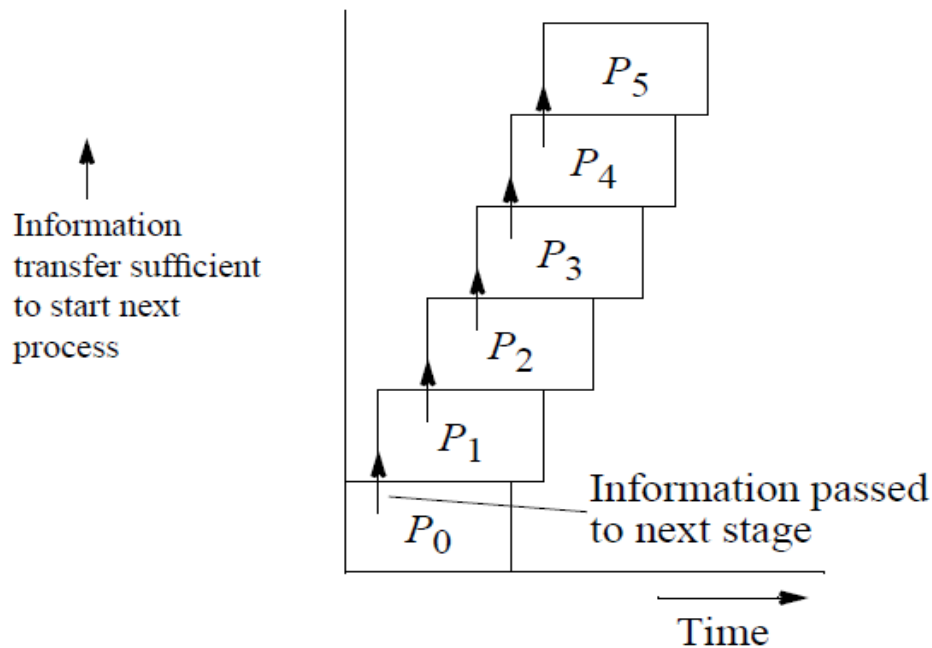 P5
P4
Information
transfer sufficient
to start next
process
P3
P2
P1
Information passed
to next stage
P0
Time